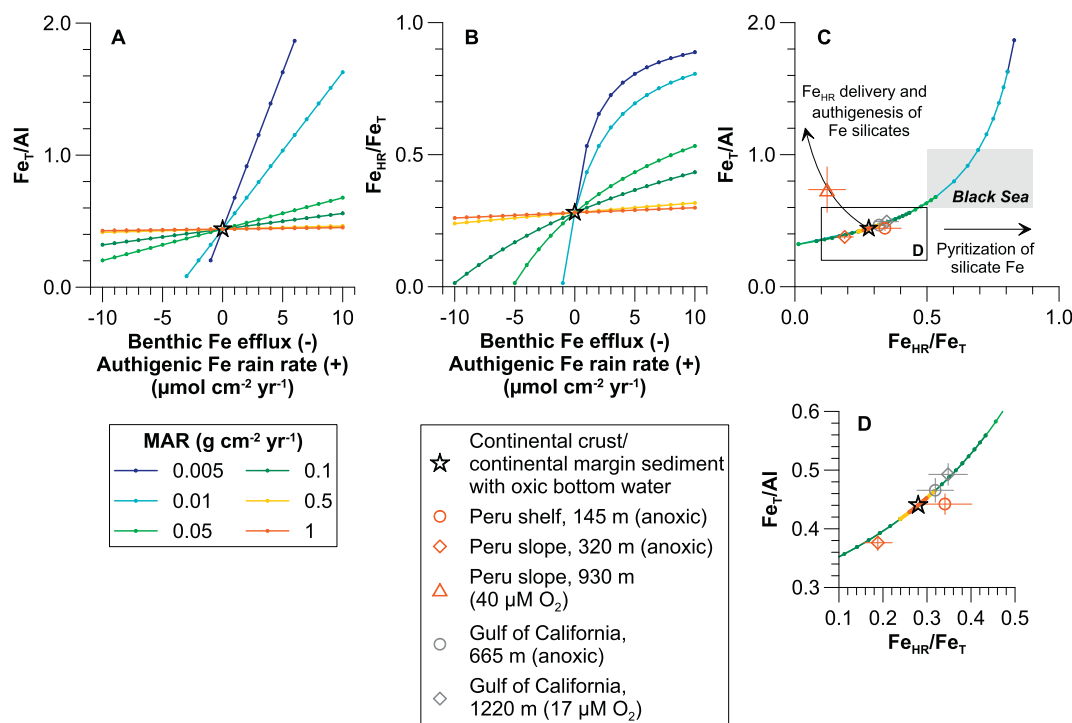 A
2.0
1.0
0.0
Fe_T/Al
-10 -5 0 5 10
Benthic Fe efflux (-)
Authigenic Fe rain rate (+)
(µmol cm⁻² yr⁻¹)
B
1.0
0.5
0.0
Fe_HR/Fe_T
-10 -5 0 5 10
Benthic Fe efflux (-)
Authigenic Fe rain rate (+)
(µmol cm⁻² yr⁻¹)
C
2.0
1.0
0.0
Fe_T/Al
Fe_HR delivery and
authigenesis of
Fe silicates
Black Sea
D
Pyritization of
silicate Fe
0.0 0.5 1.0
Fe_HR/Fe_T
MAR (g cm⁻² yr⁻¹)
0.005 0.1
0.01 0.5
0.05 1
Continental crust/
continental margin sediment
with oxic bottom water
Peru shelf, 145 m (anoxic)
Peru slope, 320 m (anoxic)
Peru slope, 930 m
(40 µM O₂)
Gulf of California,
665 m (anoxic)
Gulf of California,
1220 m (17 µM O₂)
D
0.6
0.5
0.4
0.3
Fe_T/Al
0.1 0.2 0.3 0.4 0.5
Fe_HR/Fe_T